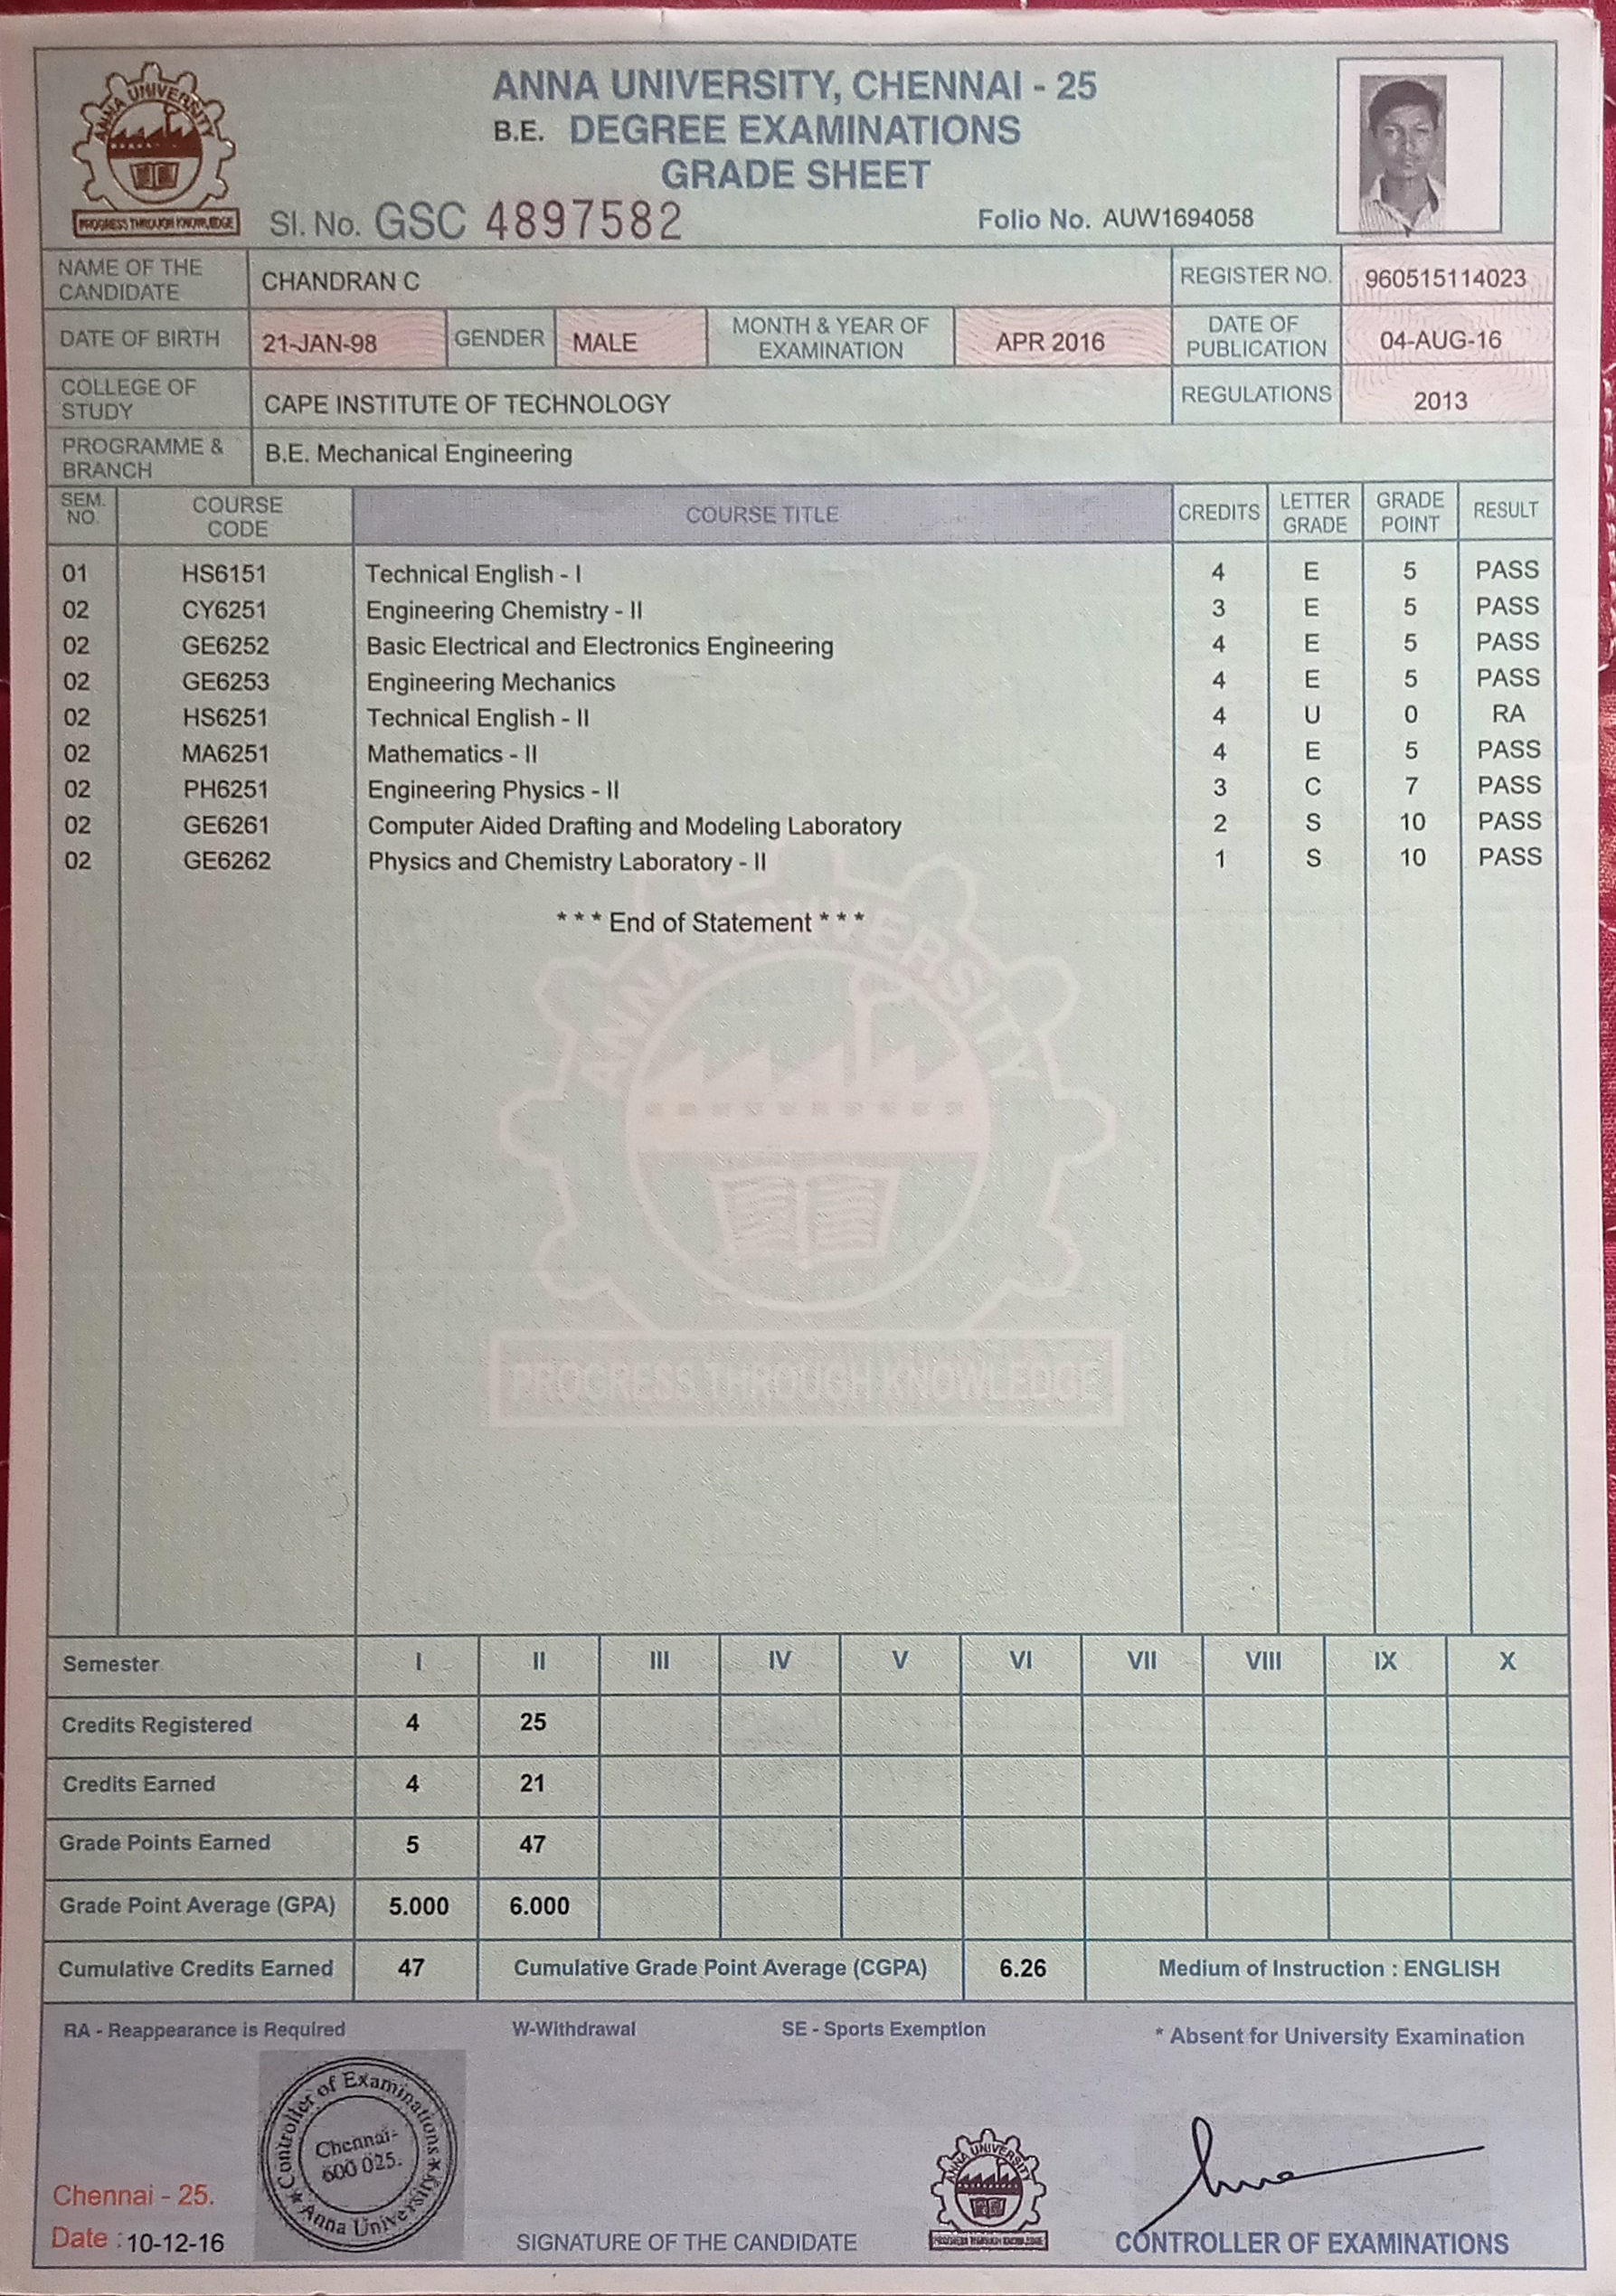 ANNA UNIVERSITY
PROGRESS THROUGH KNOWLEDGE
ANNA UNIVERSITY, CHENNAI - 25
B.E. DEGREE EXAMINATIONS
GRADE SHEET
Sl. No. GSC 4897582 Folio No. AUW1694058
NAME OF THE CANDIDATE CHANDRAN C REGISTER NO. 960515114023
DATE OF BIRTH 21-JAN-98 GENDER MALE MONTH & YEAR OF EXAMINATION APR 2016 DATE OF PUBLICATION 04-AUG-16
COLLEGE OF STUDY CAPE INSTITUTE OF TECHNOLOGY REGULATIONS 2013
PROGRAMME & BRANCH B.E. Mechanical Engineering
SEM. NO. COURSE CODE COURSE TITLE CREDITS LETTER GRADE GRADE POINT RESULT
01 HS6151 Technical English - I 4 E 5 PASS
02 CY6251 Engineering Chemistry - II 3 E 5 PASS
02 GE6252 Basic Electrical and Electronics Engineering 4 E 5 PASS
02 GE6253 Engineering Mechanics 4 E 5 PASS
02 HS6251 Technical English - II 4 U 0 RA
02 MA6251 Mathematics - II 4 E 5 PASS
02 PH6251 Engineering Physics - II 3 C 7 PASS
02 GE6261 Computer Aided Drafting and Modeling Laboratory 2 S 10 PASS
02 GE6262 Physics and Chemistry Laboratory - II 1 S 10 PASS
* * * End of Statement * * *
ANNA UNIVERSITY
PROGRESS THROUGH KNOWLEDGE
Semester I II III IV V VI VII VIII IX X
Credits Registered 4 25
Credits Earned 4 21
Grade Points Earned 5 47
Grade Point Average (GPA) 5.000 6.000
Cumulative Credits Earned 47 Cumulative Grade Point Average (CGPA) 6.26 Medium of Instruction : ENGLISH
RA - Reappearance is Required W-Withdrawal SE - Sports Exemption * Absent for University Examination
Controller of Examinations
Chennai-
600 025.
Anna University
ANNA UNIVERSITY
PROGRESS THROUGH KNOWLEDGE
Chennai - 25.
Date : 10-12-16
SIGNATURE OF THE CANDIDATE CONTROLLER OF EXAMINATIONS